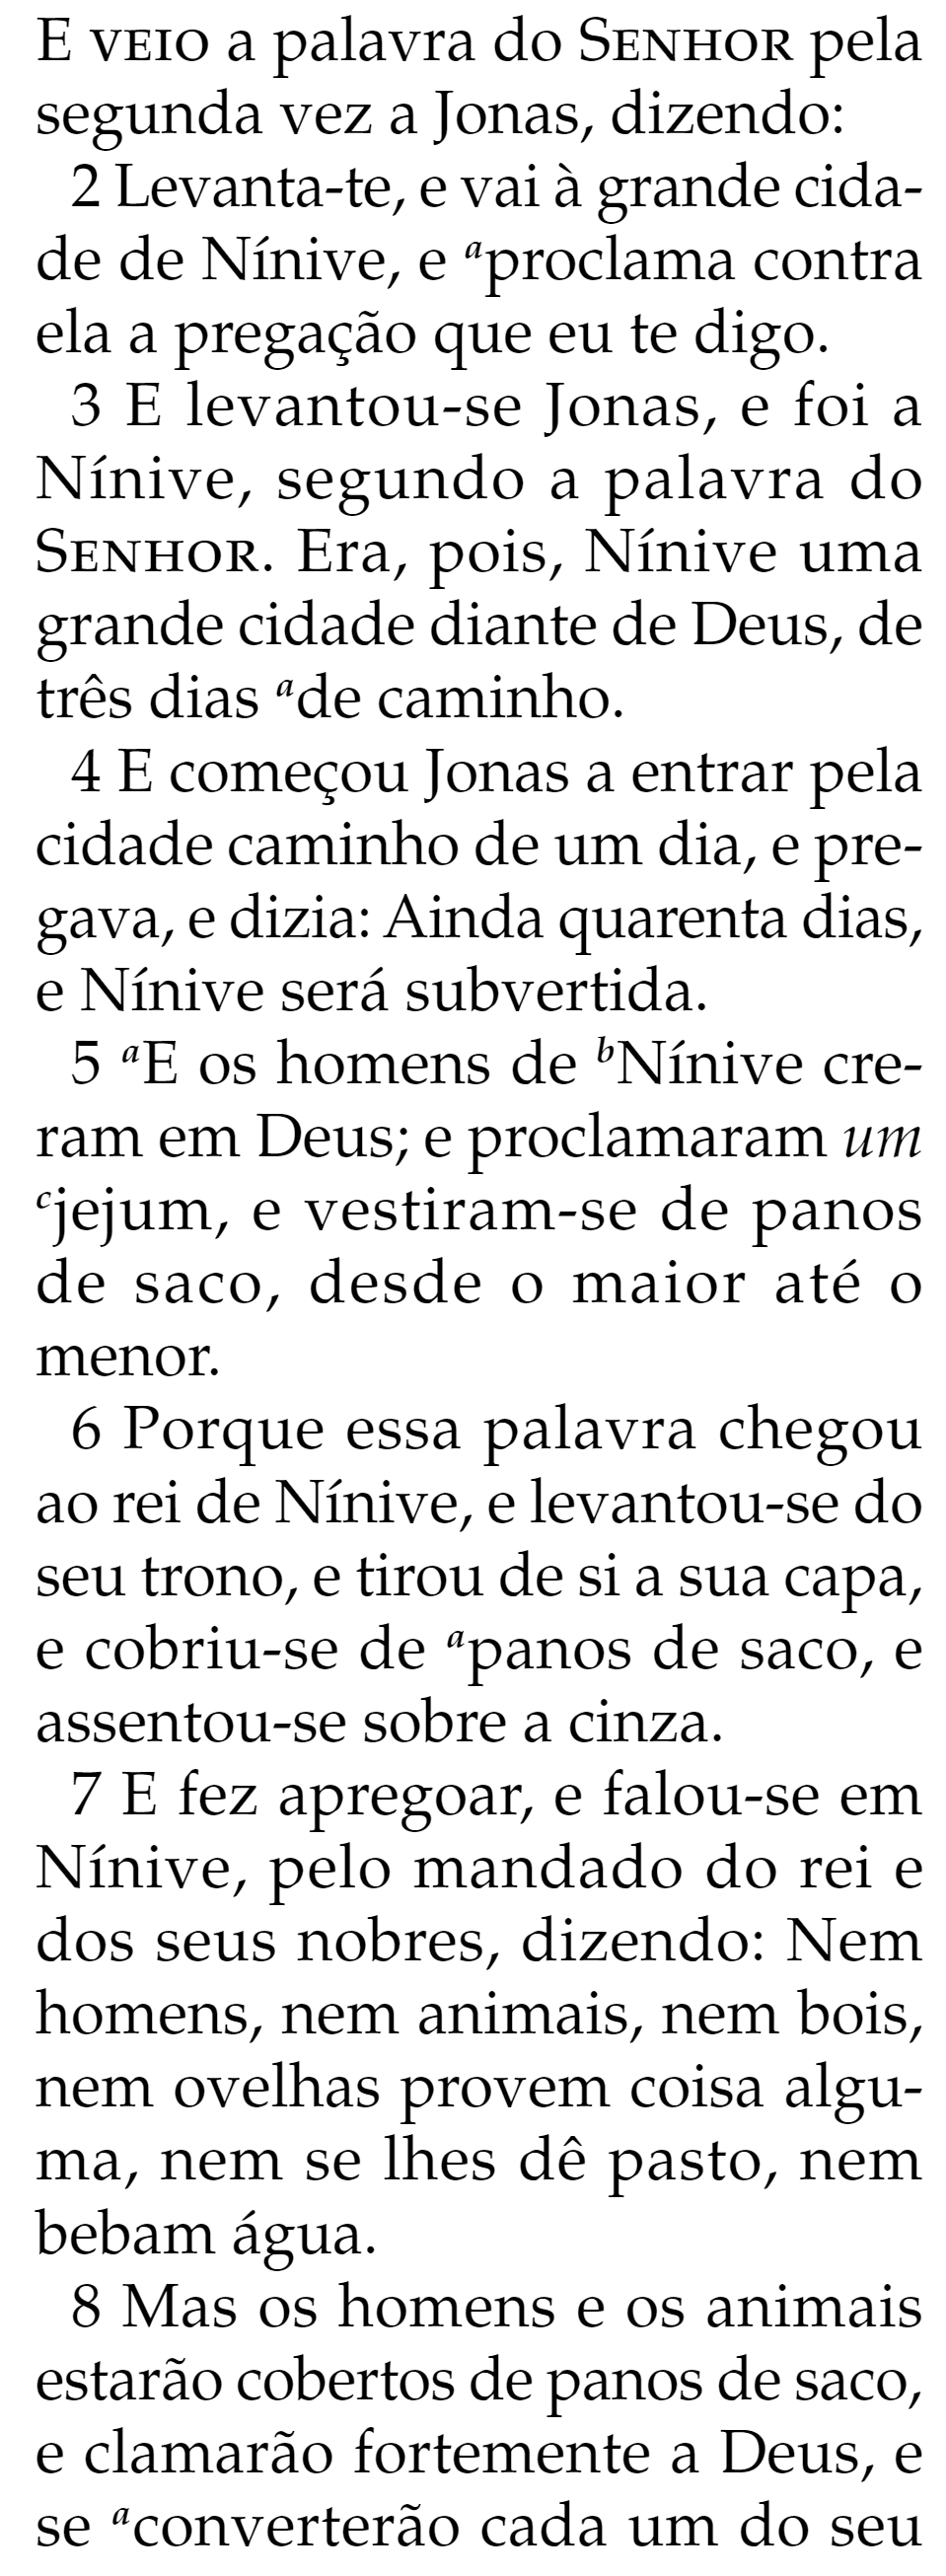 E VEIO a palavra do SENHOR pela
segunda vez a Jonas, dizendo:
2 Levanta-te, e vai à grande cida-
de de Nínive, e aproclama contra
ela a pregação que eu te digo.
3 E levantou-se Jonas, e foi a
Nínive, segundo a palavra do
SENHOR. Era, pois, Nínive uma
grande cidade diante de Deus, de
três dias ade caminho.
4 E começou Jonas a entrar pela
cidade caminho de um dia, e pre-
gava, e dizia: Ainda quarenta dias,
e Nínive será subvertida.
5 aE os homens de bNínive cre-
ram em Deus; e proclamaram um
cjejum, e vestiram-se de panos
de saco, desde o maior até o
menor.
6 Porque essa palavra chegou
ao rei de Nínive, e levantou-se do
seu trono, e tirou de si a sua capa,
e cobriu-se de apanos de saco, e
assentou-se sobre a cinza.
7 E fez apregoar, e falou-se em
Nínive, pelo mandado do rei e
dos seus nobres, dizendo: Nem
homens, nem animais, nem bois,
nem ovelhas provem coisa algu-
ma, nem se lhes dê pasto, nem
bebam água.
8 Mas os homens e os animais
estarão cobertos de panos de saco,
e clamarão fortemente a Deus, e
se aconverterão cada um do seu